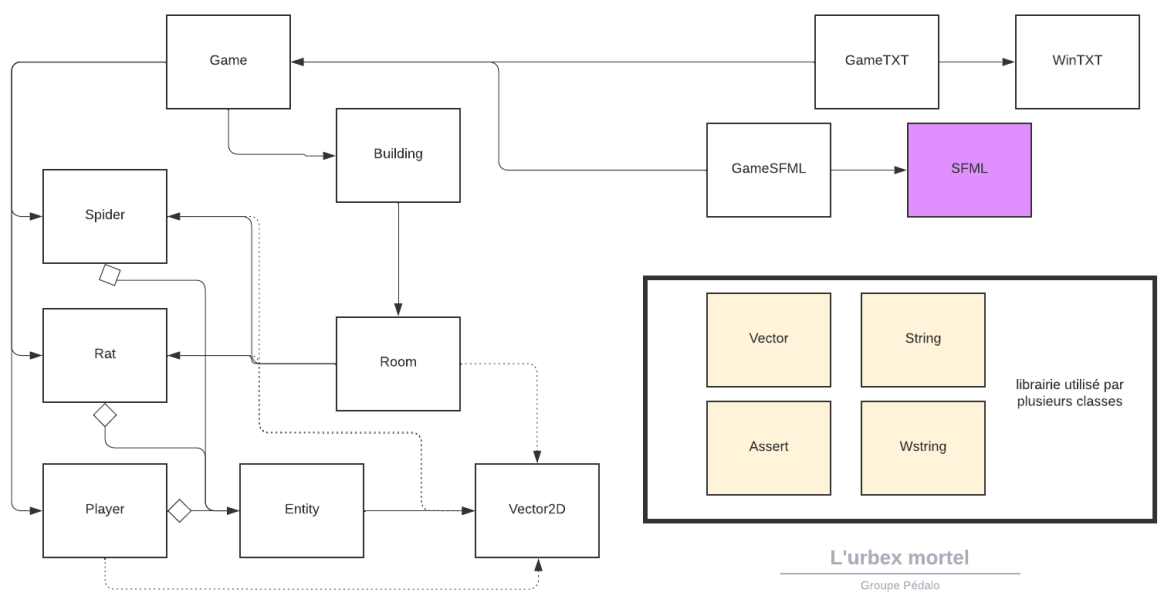 Game
GameTXT
WinTXT
Building
GameSFML
SFML
Spider
Rat
Room
Player
Entity
Vector2D
Vector
String
librairie utilisé par
plusieurs classes
Assert
Wstring
L'urbex mortel
Groupe Pédalo